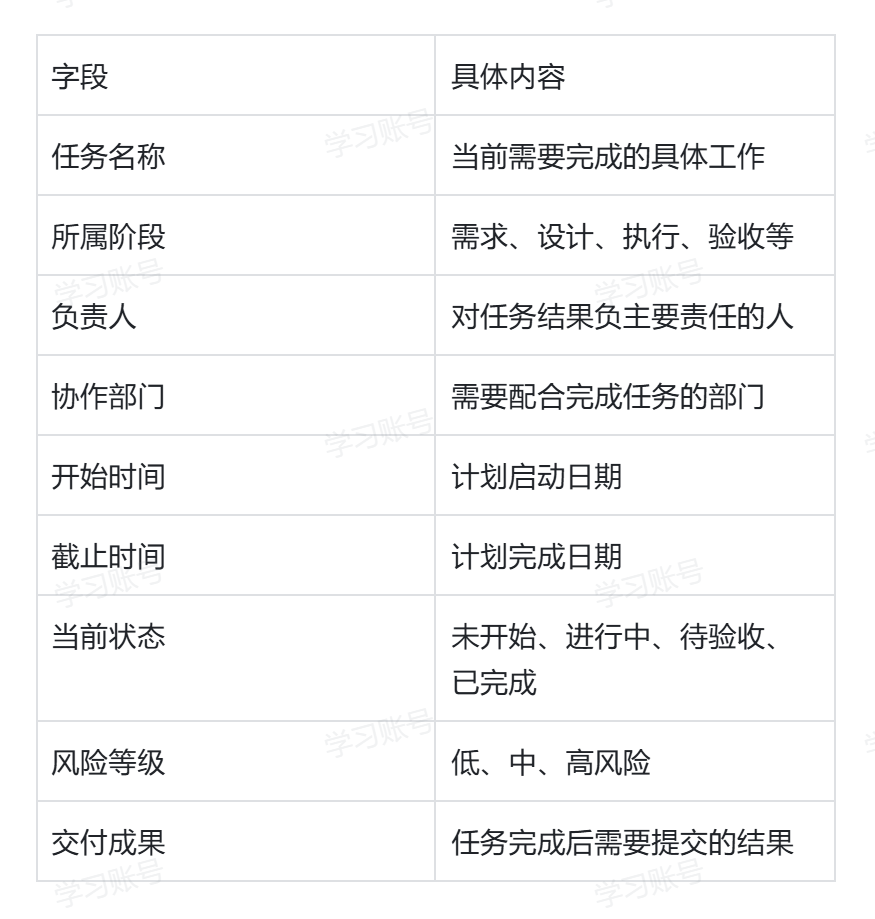 字段 具体内容
任务名称 当前需要完成的具体工作
所属阶段 需求、设计、执行、验收等
负责人 对任务结果负主要责任的人
协作部门 需要配合完成任务的部门
开始时间 计划启动日期
截止时间 计划完成日期
当前状态 未开始、进行中、待验收、
已完成
风险等级 低、中、高风险
交付成果 任务完成后需要提交的结果
学习账号
学习账号
学习账号
学习账号
学习账号
学习账号
学习账号
学习账号
学习账号